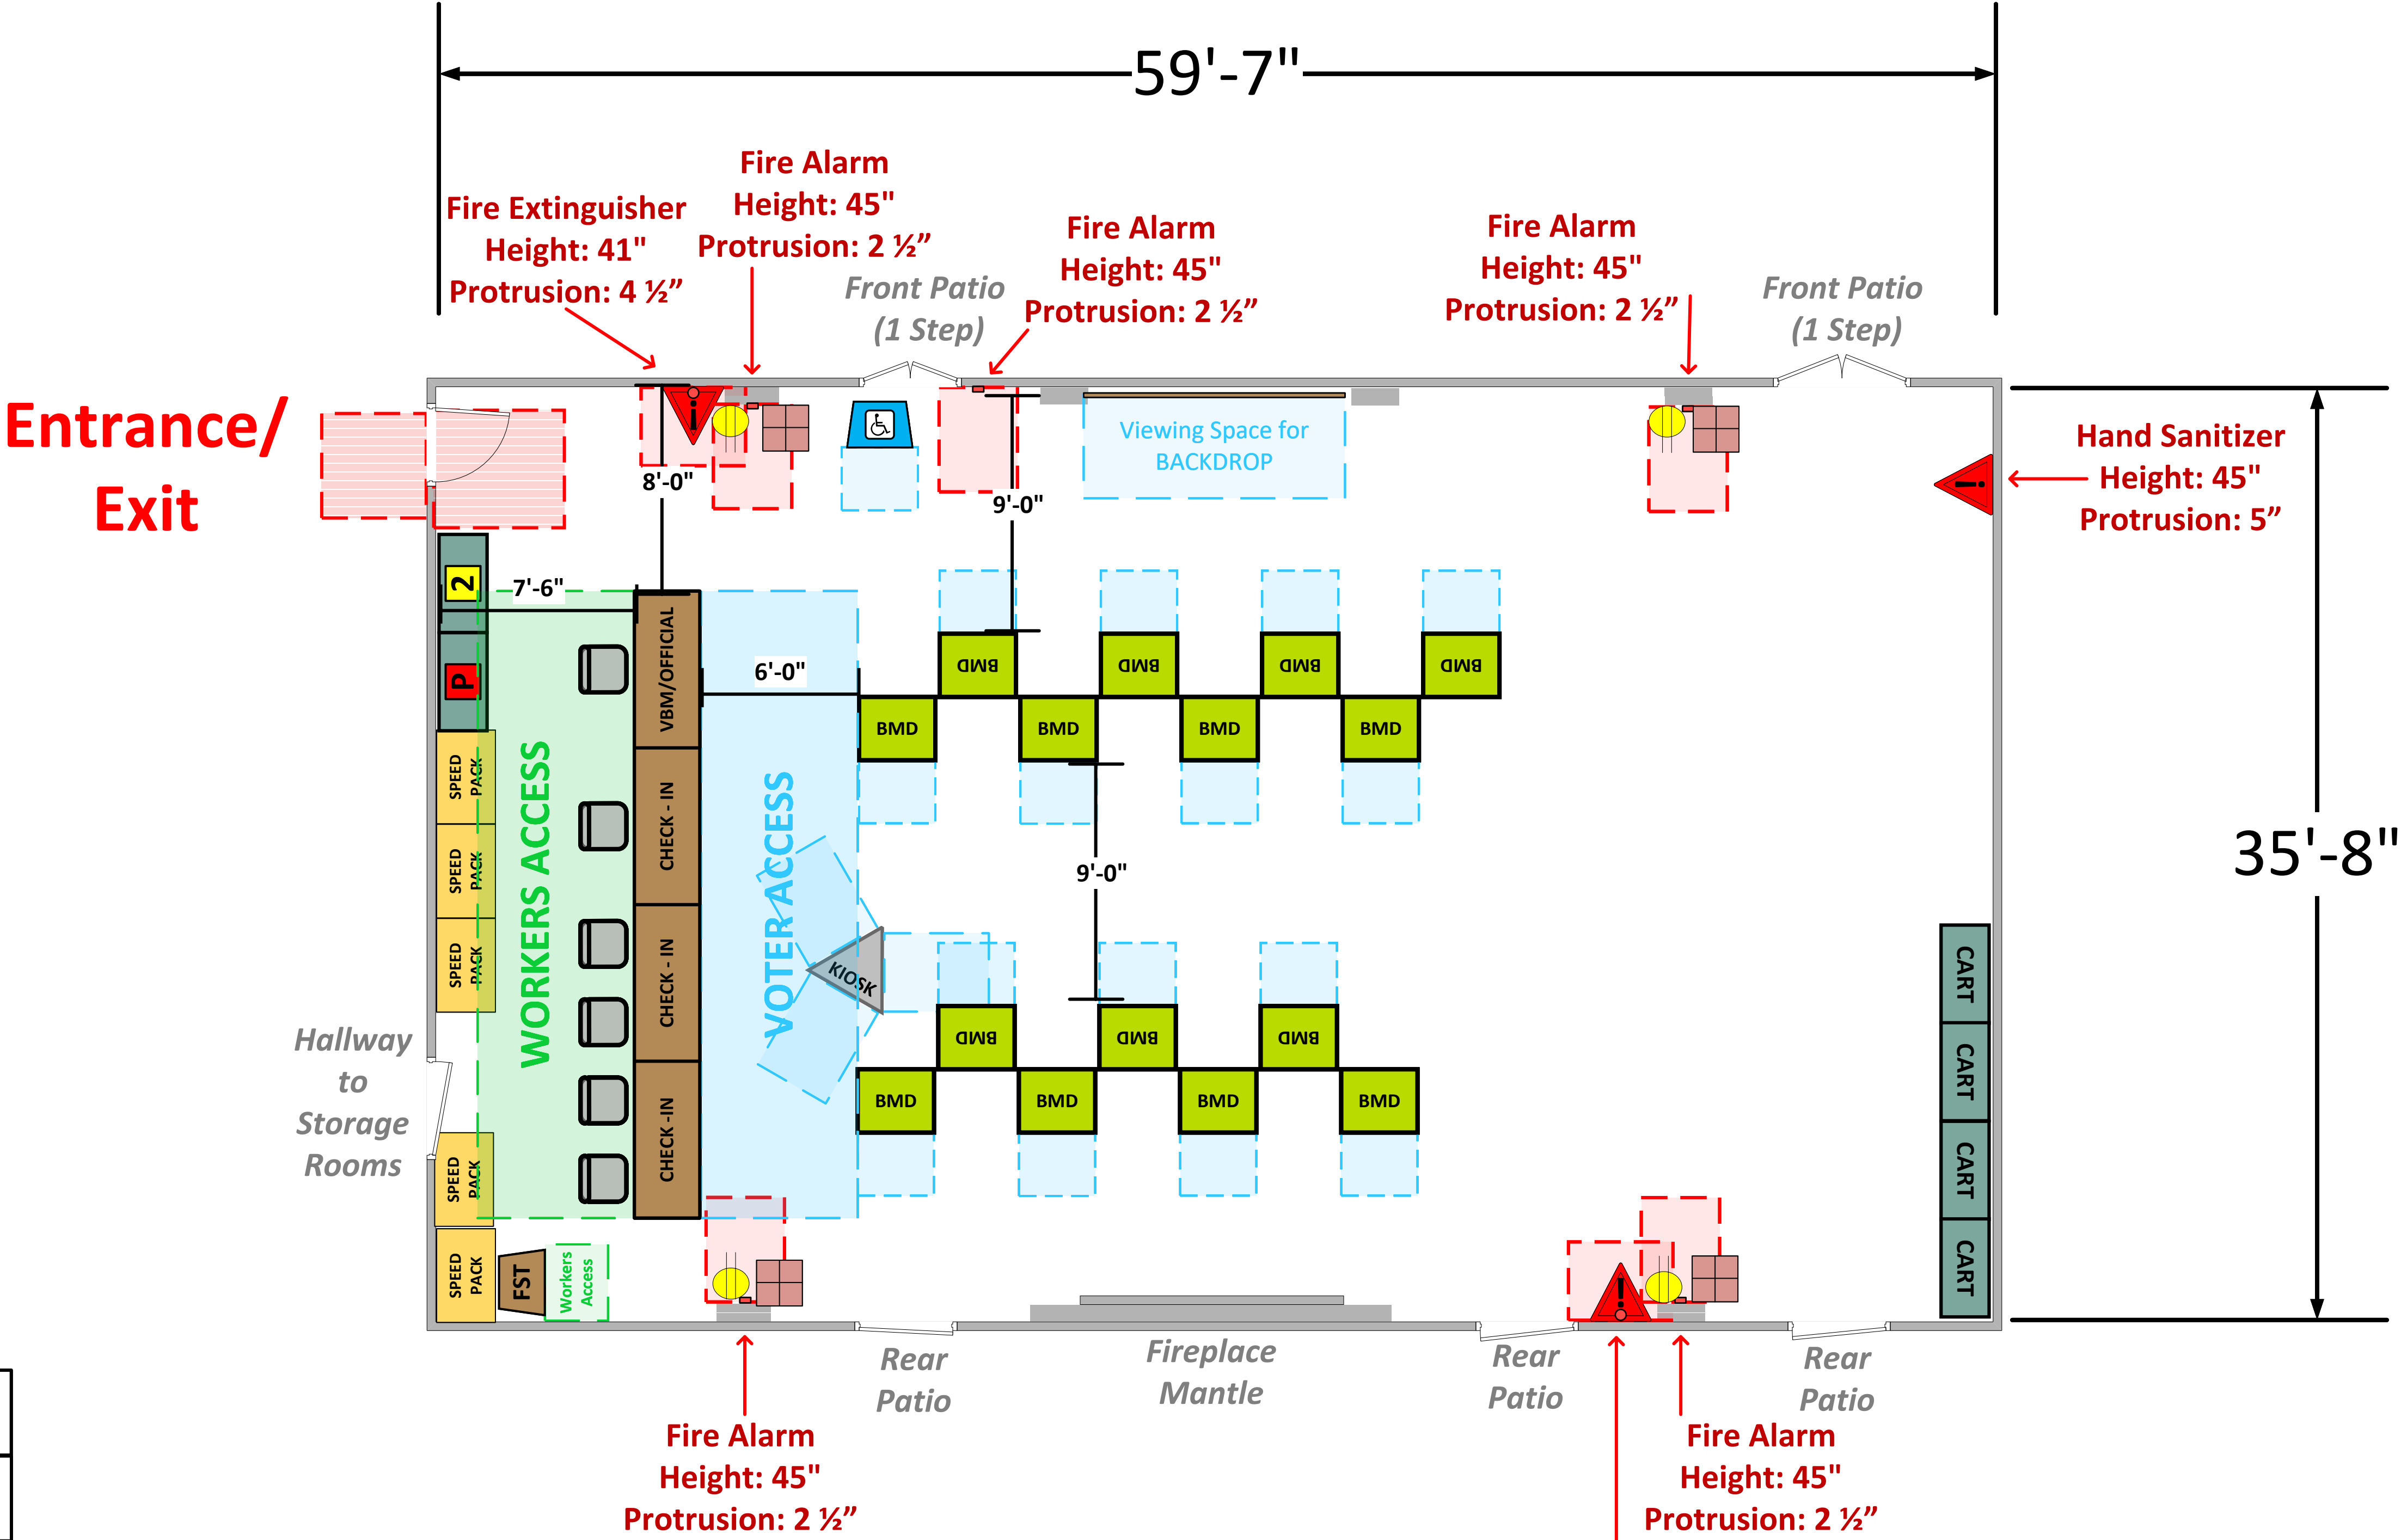 59'-7"
Fire Alarm
Height: 45"
Protrusion: 2 ½”
Fire Extinguisher
Height: 41"
Protrusion: 4 ½”
Front Patio
(1 Step)
Fire Alarm
Height: 45"
Protrusion: 2 ½”
Fire Alarm
Height: 45"
Protrusion: 2 ½”
Front Patio
(1 Step)
Entrance/
Exit
!
8'-0"
9'-0"
Viewing Space for
BACKDROP
!
Hand Sanitizer
Height: 45"
Protrusion: 5”
2
7'-6"
P
VBM/OFFICIAL
6'-0"
BMD
BMD
BMD
BMD
BMD
BMD
BMD
BMD
SPEED
PACK
SPEED
PACK
SPEED
PACK
WORKERS ACCESS
CHECK - IN
CHECK - IN
CHECK -IN
VOTER ACCESS
KIOSK
9'-0"
35'-8"
BMD
BMD
BMD
BMD
BMD
BMD
BMD
CART
CART
CART
CART
Hallway
to
Storage
Rooms
SPEED
PACK
SPEED
PACK
FST
Workers
Access
!
Rear
Patio
Fireplace
Mantle
Rear
Patio
Rear
Patio
Fire Alarm
Height: 45"
Protrusion: 2 ½”
Fire Alarm
Height: 45"
Protrusion: 2 ½”